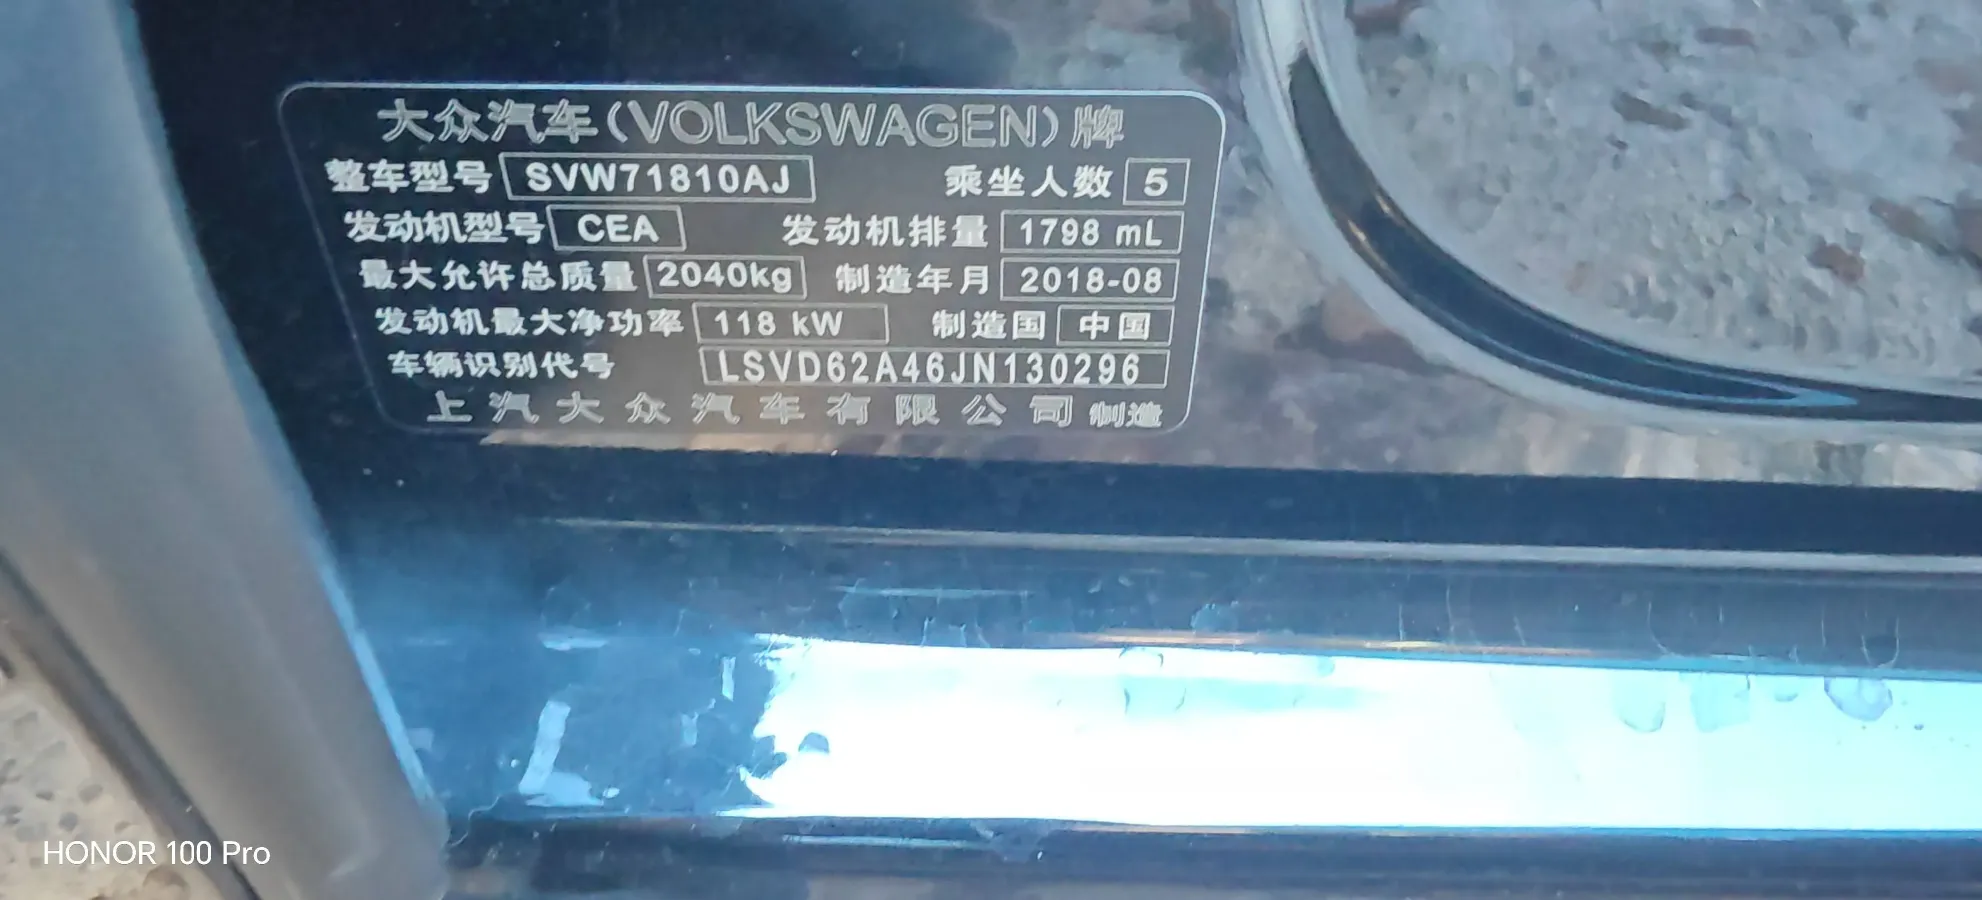 大众汽车(VOLKSWAGEN)牌
整车型号 SVW71810AJ 乘坐人数 5
发动机型号 CEA 发动机排量 1798 mL
最大允许总质量 2040kg 制造年月 2018-08
发动机最大净功率 118 kW 制造国 中国
车辆识别代号 LSVD62A46JN130296
上汽大众汽车有限公司 制造
HONOR 100 Pro